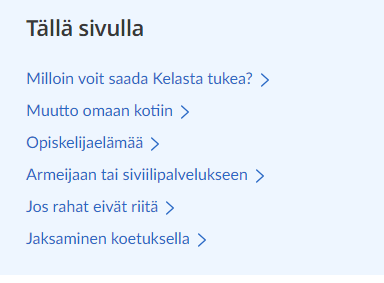 Tällä sivulla
Milloin voit saada Kelasta tukea?
Muutto omaan kotiin
Opiskelijaelämää
Armeijaan tai siviilipalvelukseen
Jos rahat eivät riitä
Jaksaminen koetuksella